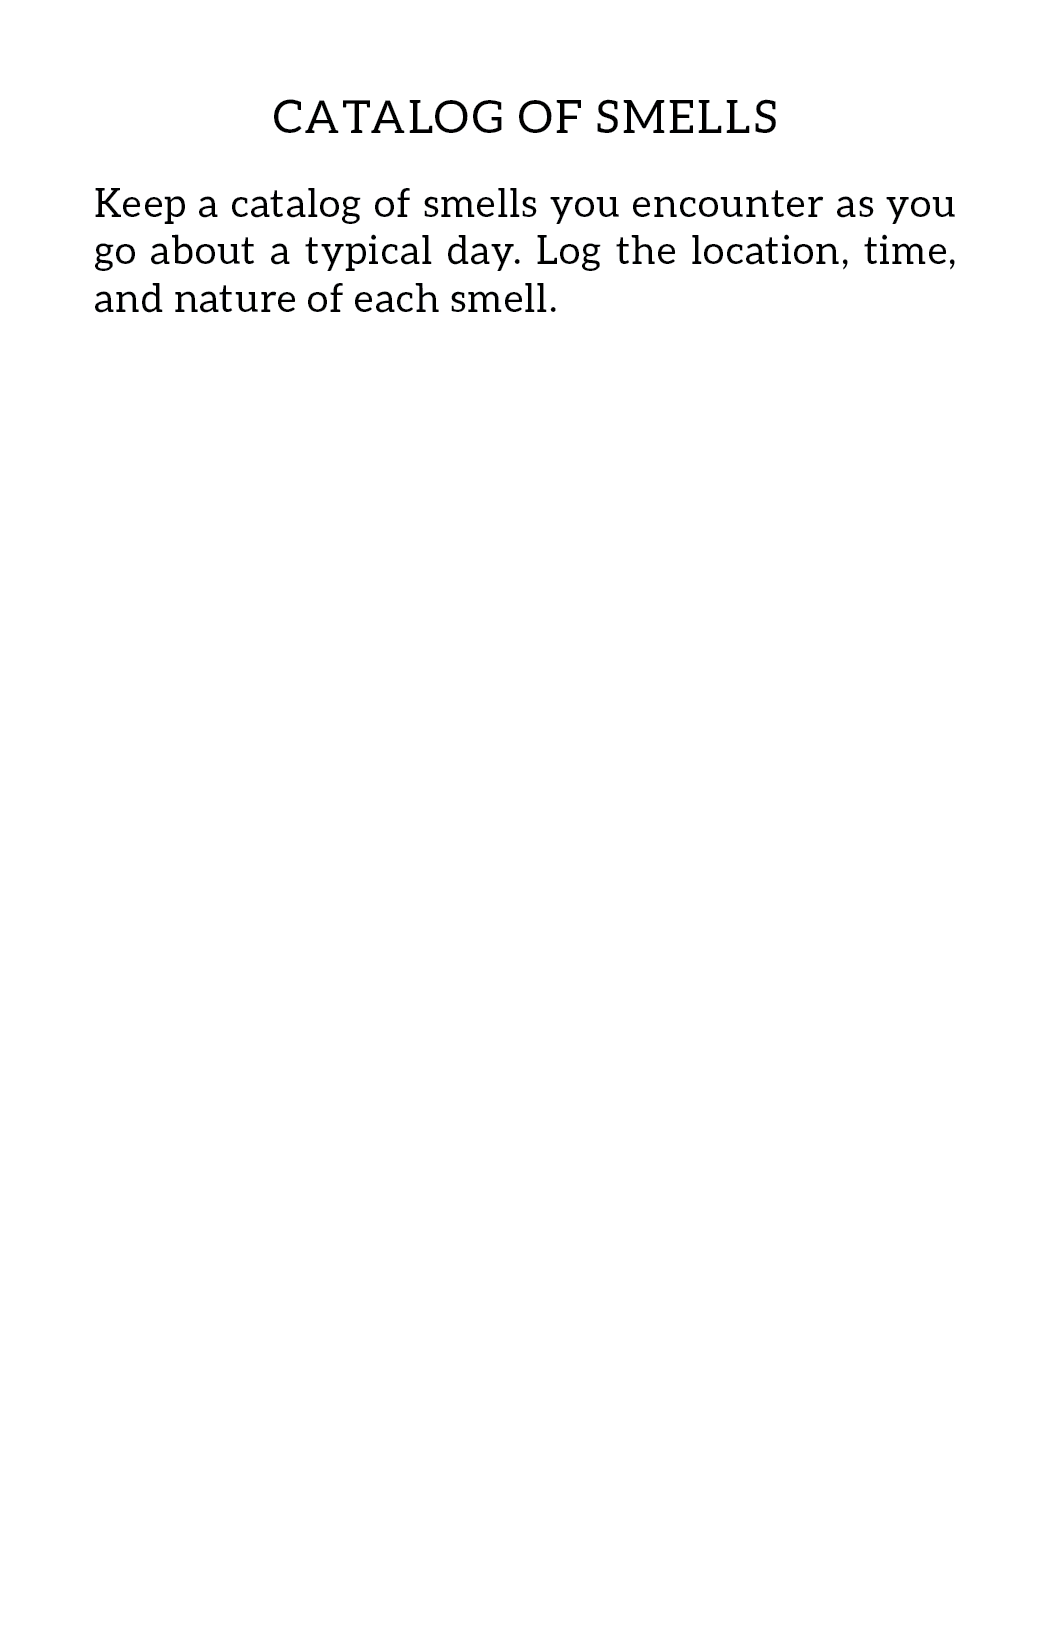 CATALOG OF SMELLS
Keep a catalog of smells you encounter as you
go about a typical day. Log the location, time,
and nature of each smell.